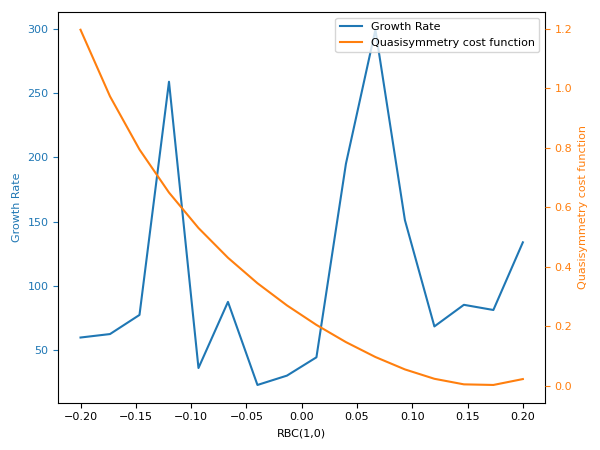 Growth Rate
Quasisymmetry cost function
300
250
200
150
100
50
Growth Rate
1.2
1.0
0.8
0.6
0.4
0.2
0.0
Quasisymmetry cost function
−0.20 −0.15 −0.10 −0.05 0.00 0.05 0.10 0.15 0.20
RBC(1,0)